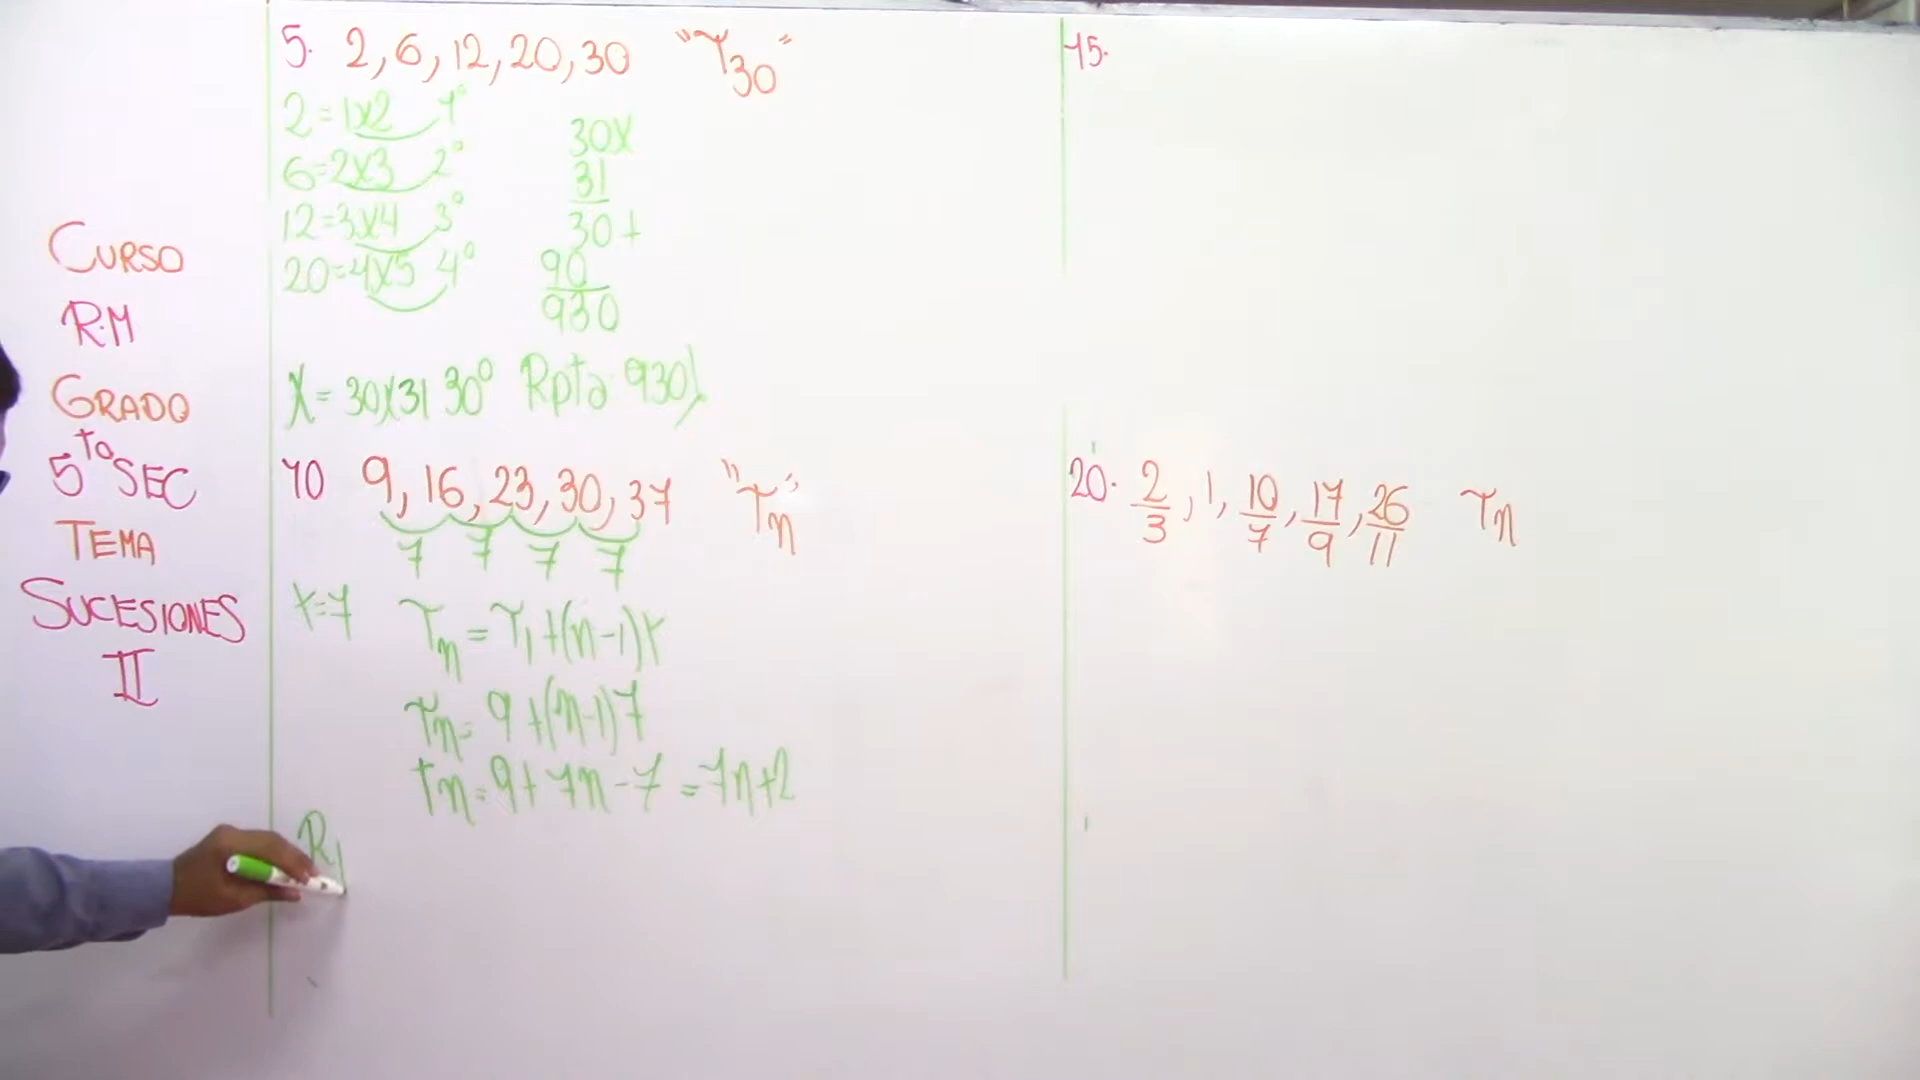 CURSO
R.M
GRADO
5to SEC
TEMA
SUCESIONES
II
5. 2, 6, 12, 20, 30 "T30"
2=1x2 1°
6=2x3 2°
12=3x4 3°
20=4x5 4°
30x
31
30+
90
930
X=30x31 30° Rpta 930
10 9, 16, 23, 30, 37 "Tn"
7 7 7 7
r=7 Tn=T1+(n-1)r
Tn=9+(n-1)7
Tn=9+7n-7=7n+2
R
15.
20. 2/3, 1, 10/7, 17/9, 26/11 Tn